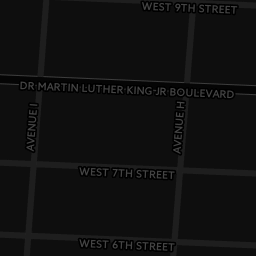 WEST 9TH STREET
DR MARTIN LUTHER KING JR BOULEVARD
AVENUE I
AVENUE H
WEST 7TH STREET
WEST 6TH STREET